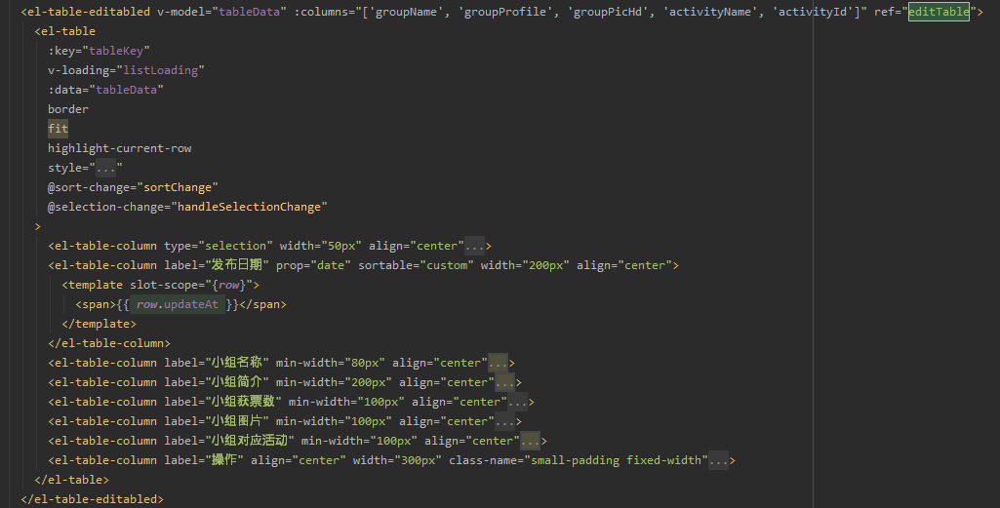 <el-table-editabled v-model="tableData" :columns="['groupName', 'groupProfile', 'groupPicHd', 'activityName', 'activityId']" ref="editTable">
<el-table
:key="tableKey"
v-loading="listLoading"
:data="tableData"
border
fit
highlight-current-row
style="..."
@sort-change="sortChange"
@selection-change="handleSelectionChange"
>
<el-table-column type="selection" width="50px" align="center"...>
<el-table-column label="发布日期" prop="date" sortable="custom" width="200px" align="center">
<template slot-scope="{row}">
<span>{{ row.updateAt }}</span>
</template>
</el-table-column>
<el-table-column label="小组名称" min-width="80px" align="center"...>
<el-table-column label="小组简介" min-width="200px" align="center"...>
<el-table-column label="小组获票数" min-width="100px" align="center"...>
<el-table-column label="小组图片" min-width="100px" align="center"...>
<el-table-column label="小组对应活动" min-width="100px" align="center"...>
<el-table-column label="操作" align="center" width="300px" class-name="small-padding fixed-width"...>
</el-table>
</el-table-editabled>